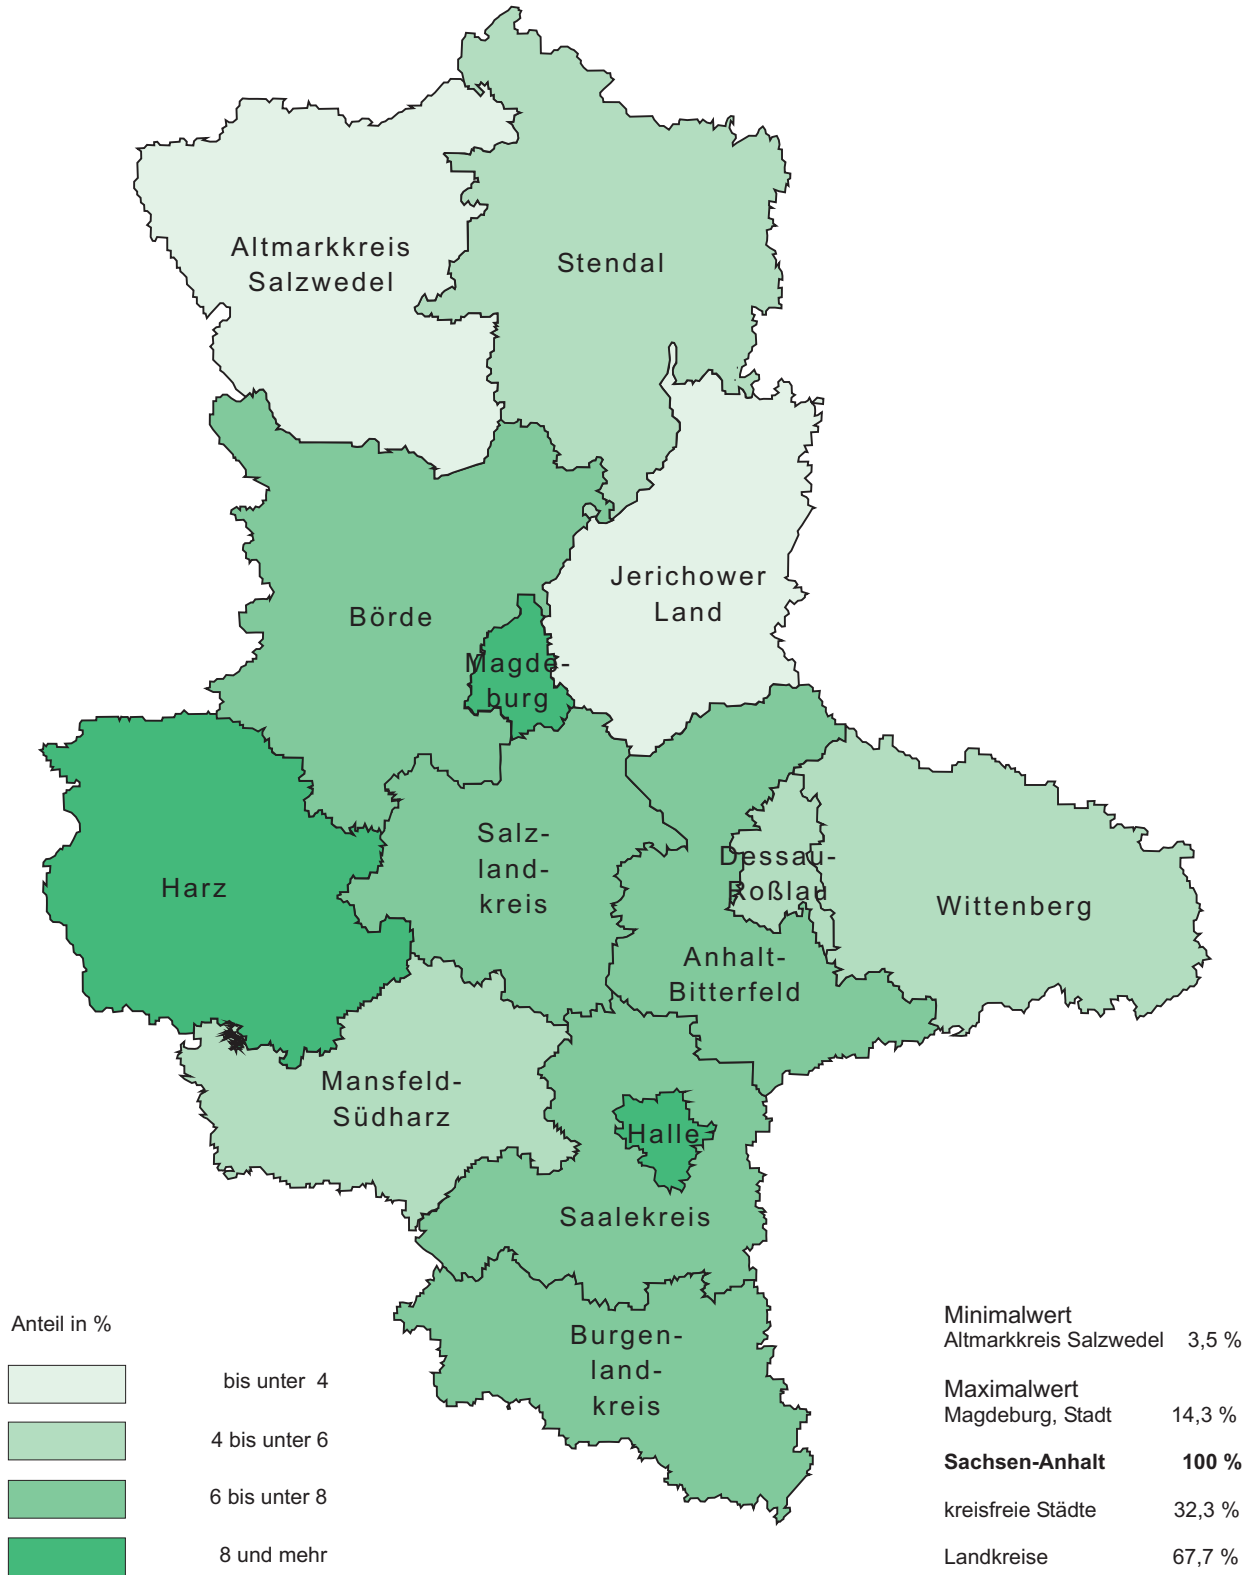 Altmarkkreis
Salzwedel
Stendal
Jerichower
Land
Börde
Magde-
burg
Harz
Salz-
land-
kreis
Dessau-
Roßlau
Wittenberg
Anhalt-
Bitterfeld
Mansfeld-
Südharz
Halle
Saalekreis
Burgen-
land-
kreis
Anteil in %
bis unter 4
4 bis unter 6
6 bis unter 8
8 und mehr
Minimalwert
Altmarkkreis Salzwedel 3,5 %
Maximalwert
Magdeburg, Stadt 14,3 %
Sachsen-Anhalt 100 %
kreisfreie Städte 32,3 %
Landkreise 67,7 %